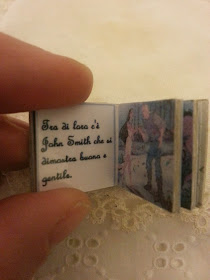 Tra di loro c'è
John Smith che si
dimostra buono e
gentile.